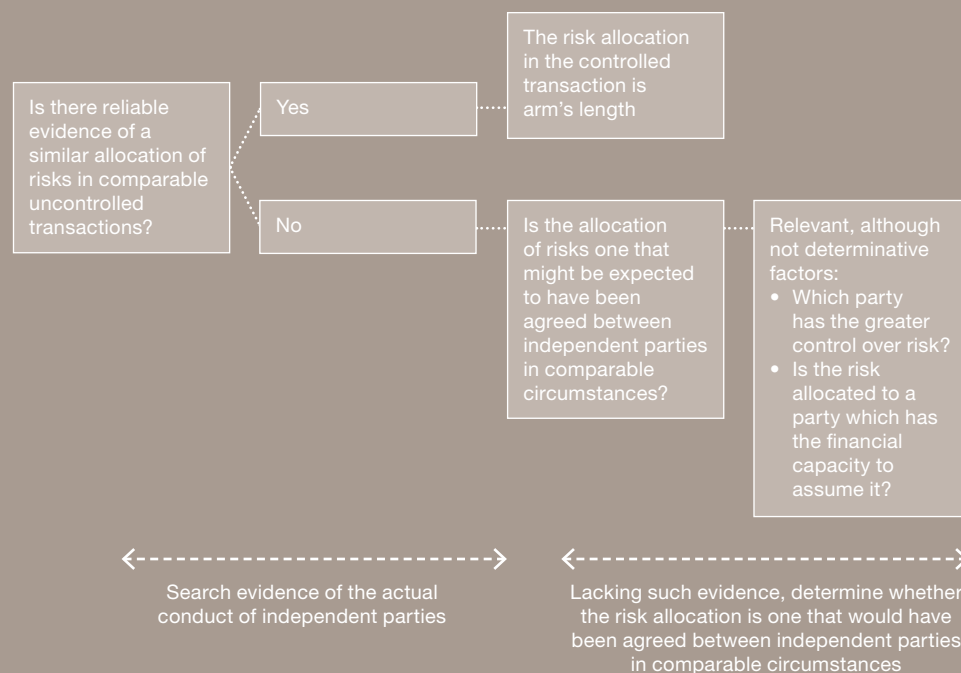 Is there reliable
evidence of a
similar allocation of
risks in comparable
uncontrolled
transactions?
Yes
The risk allocation
in the controlled
transaction is
arm's length
No
Is the allocation
of risks one that
might be expected
to have been
agreed between
independent parties
in comparable
circumstances?
Relevant, although
not determinative
factors:
• Which party
has the greater
control over risk?
• Is the risk
allocated to a
party which has
the financial
capacity to
assume it?
Search evidence of the actual
conduct of independent parties
Lacking such evidence, determine whether
the risk allocation is one that would have
been agreed between independent parties
in comparable circumstances